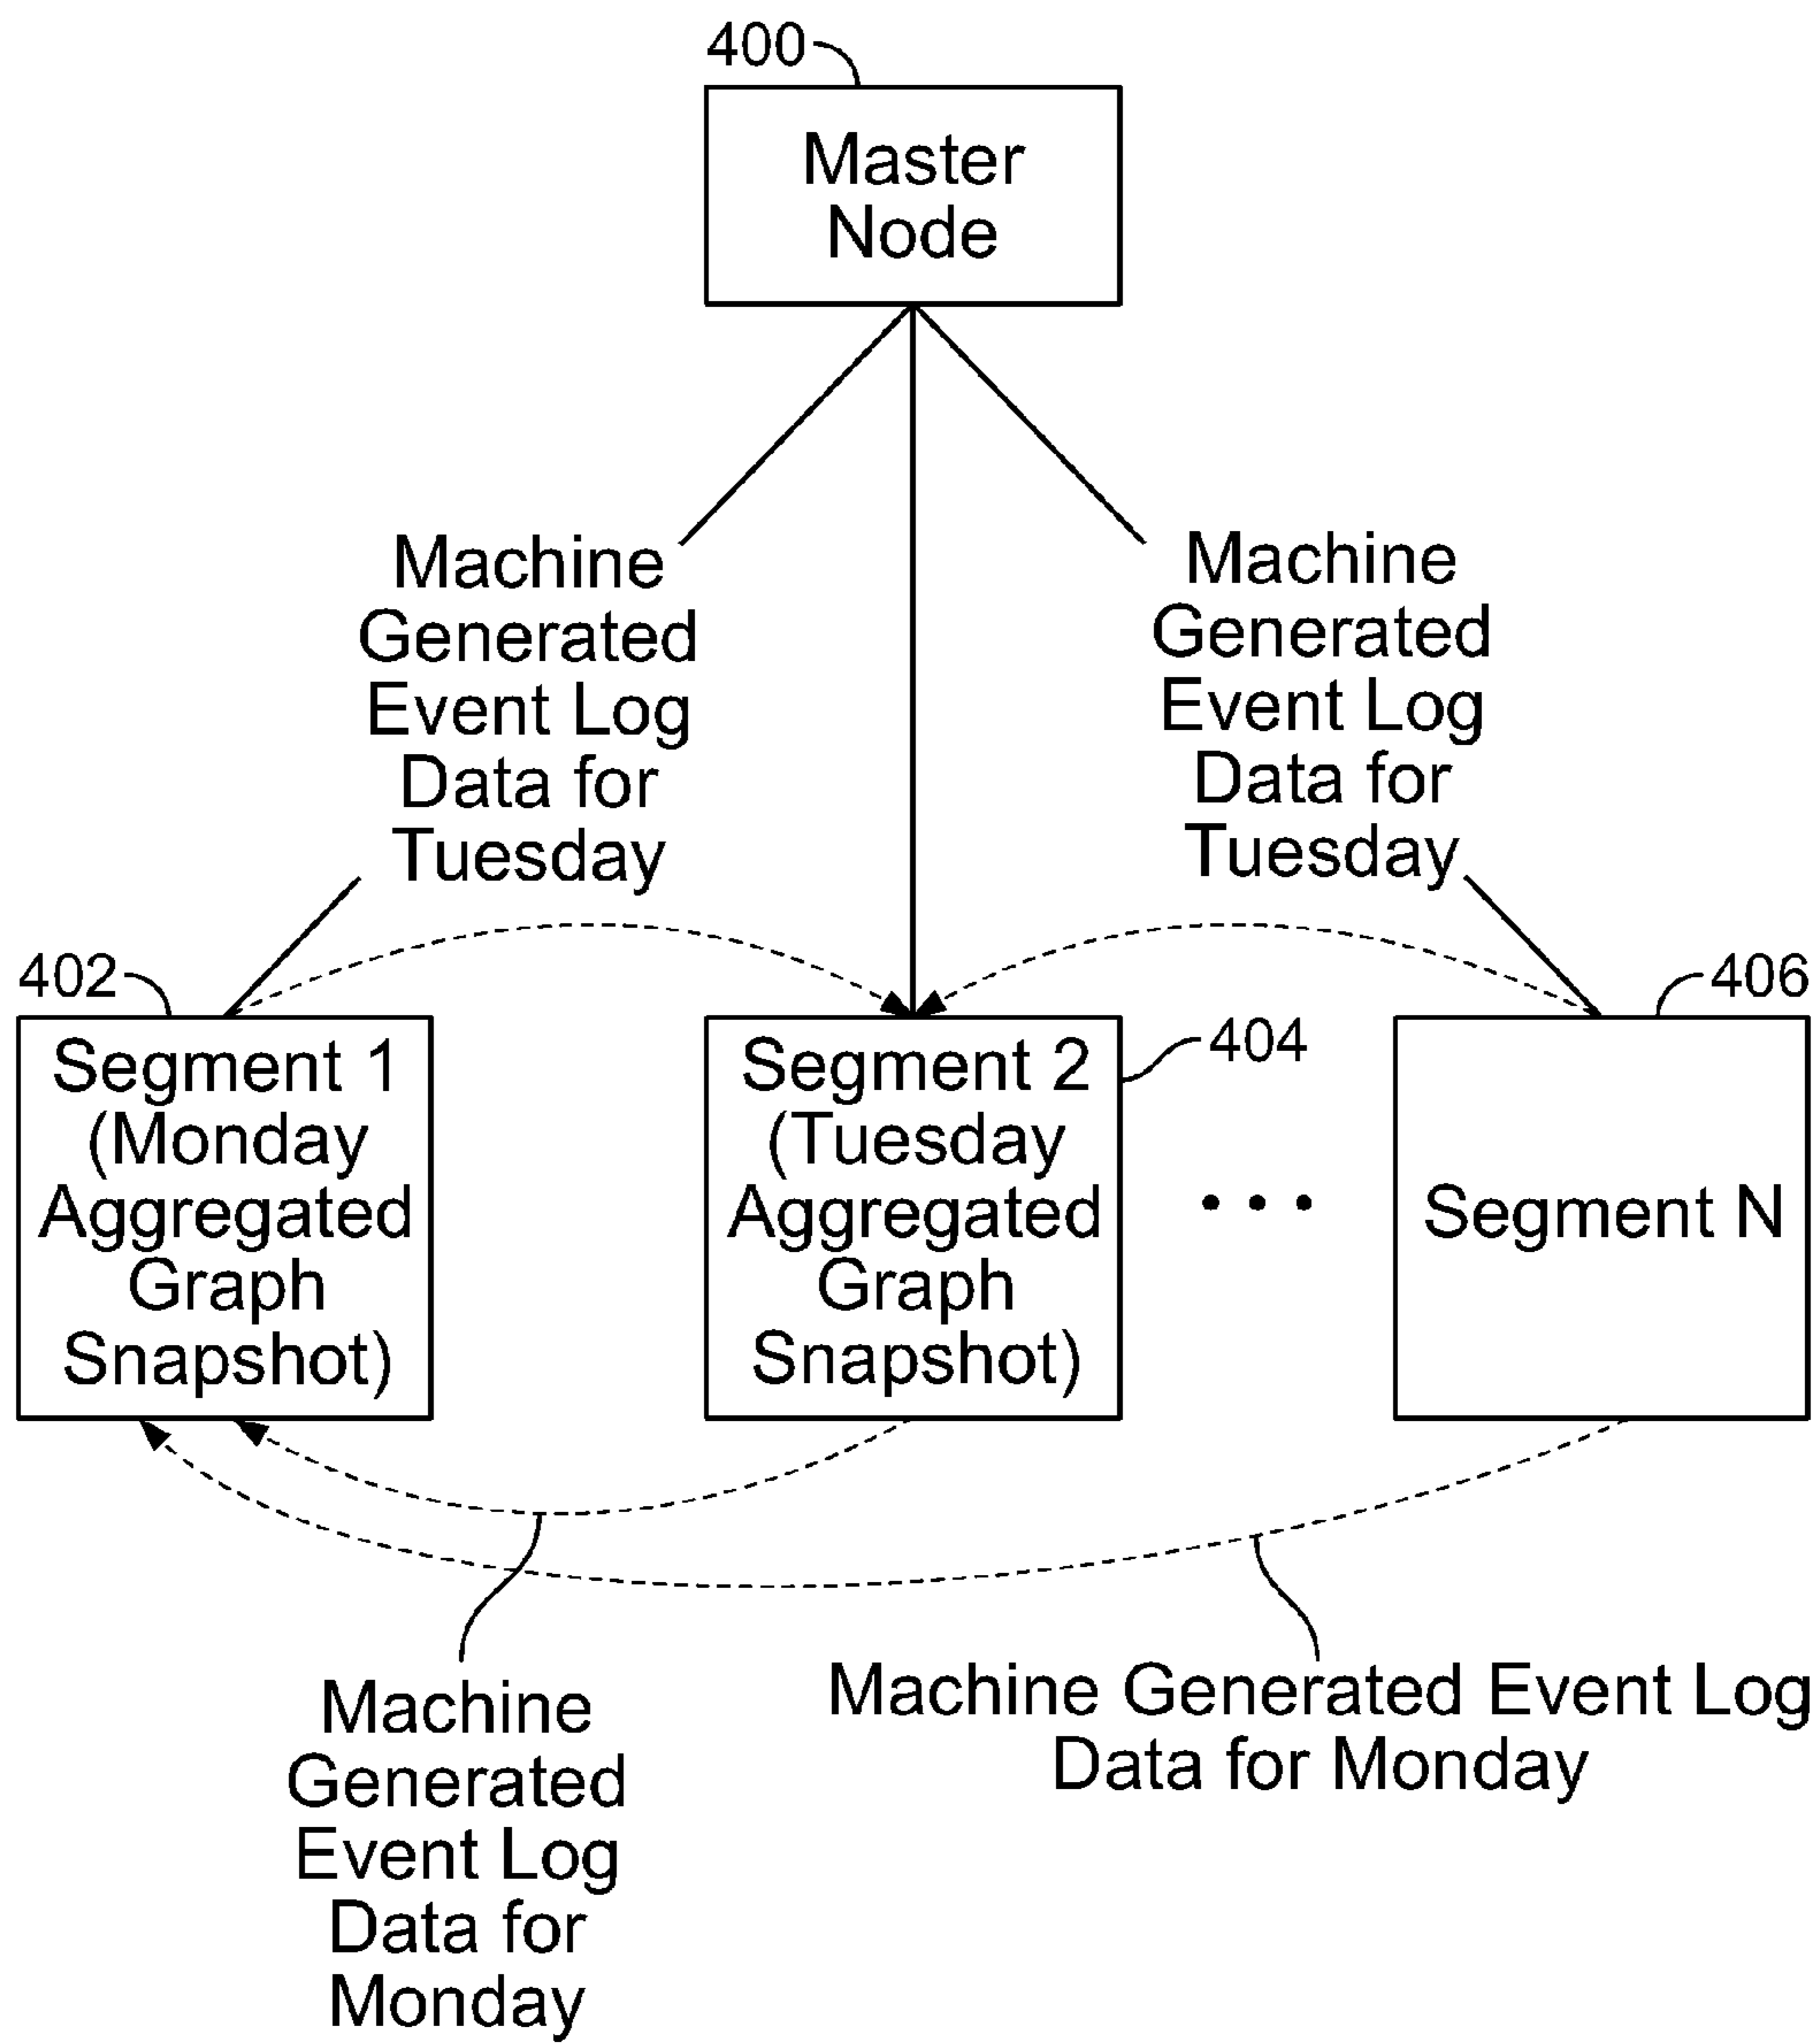 400
Master
Node
Machine
Generated
Event Log
Data for
Tuesday
Machine
Generated
Event Log
Data for
Tuesday
402
Segment 1
(Monday
Aggregated
Graph
Snapshot)
404
Segment 2
(Tuesday
Aggregated
Graph
Snapshot)
406
Segment N
Machine
Generated
Event Log
Data for
Monday
Machine Generated Event Log
Data for Monday